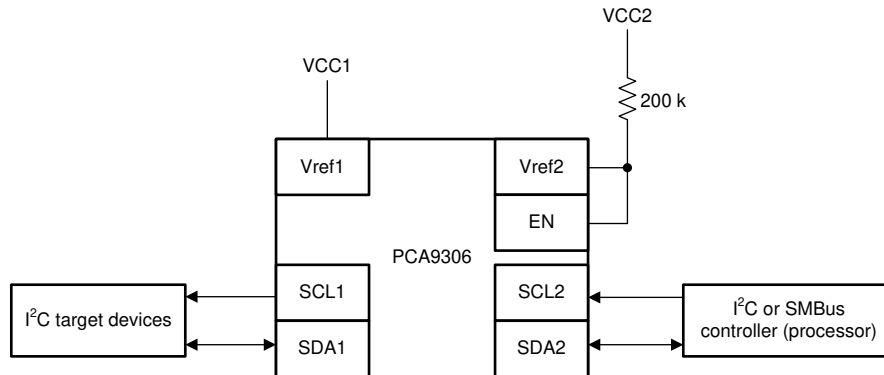 VCC2
VCC1
200 k
Vref1
Vref2
EN
PCA9306
SCL1
SCL2
I²C target devices
I²C or SMBus
controller (processor)
SDA1
SDA2